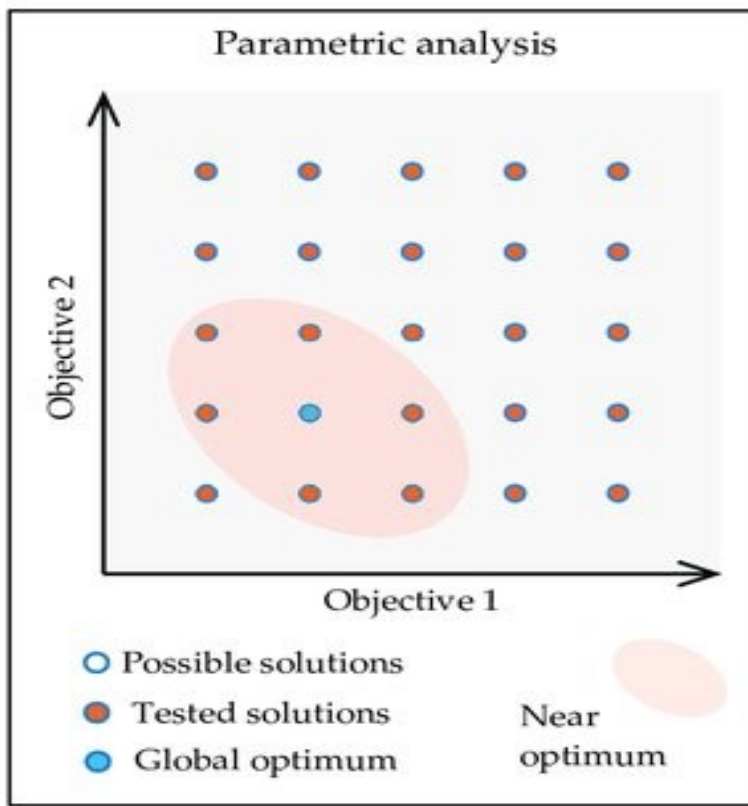 Parametric analysis
Objective 2
Objective 1
Possible solutions
Tested solutions
Global optimum
Near
optimum